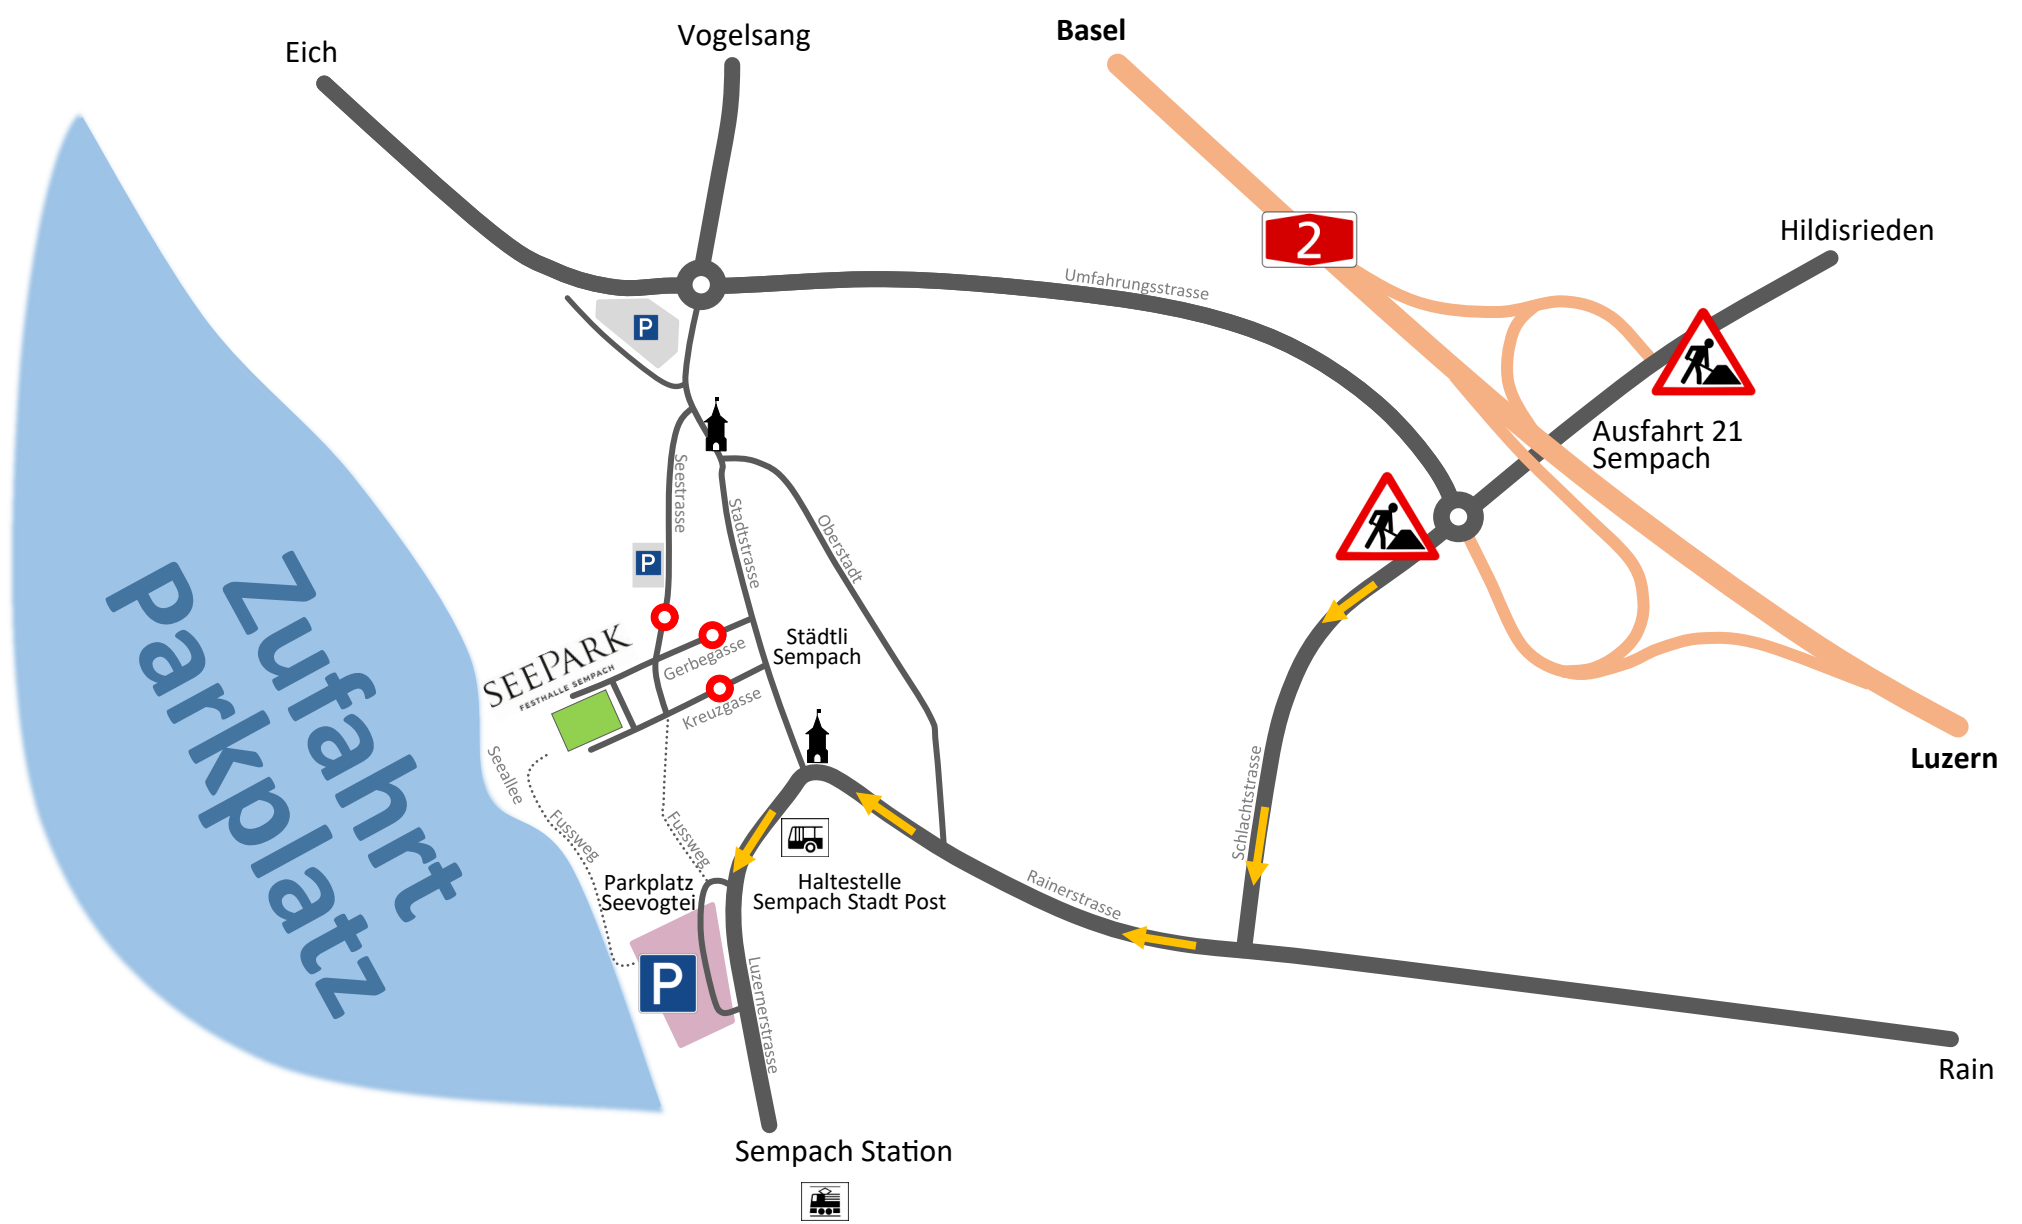 Eich
Vogelsang
Basel
2
Hildisrieden
Umfahrungsstrasse
P
Ausfahrt 21
Sempach
Seestrasse
Stadtstrasse
Oberstadt
P
Zufahrt
Parkplatz
SEEPARK
FESTHALLE SEMPACH
Gerbegasse
Kreuzgasse
Städtli
Sempach
Seeallee
Fussweg
Fussweg
Schlachtstrasse
Luzern
Parkplatz
Seevogtei
Haltestelle
Sempach Stadt Post
Rainerstrasse
P
Luzernerstrasse
Rain
Sempach Station